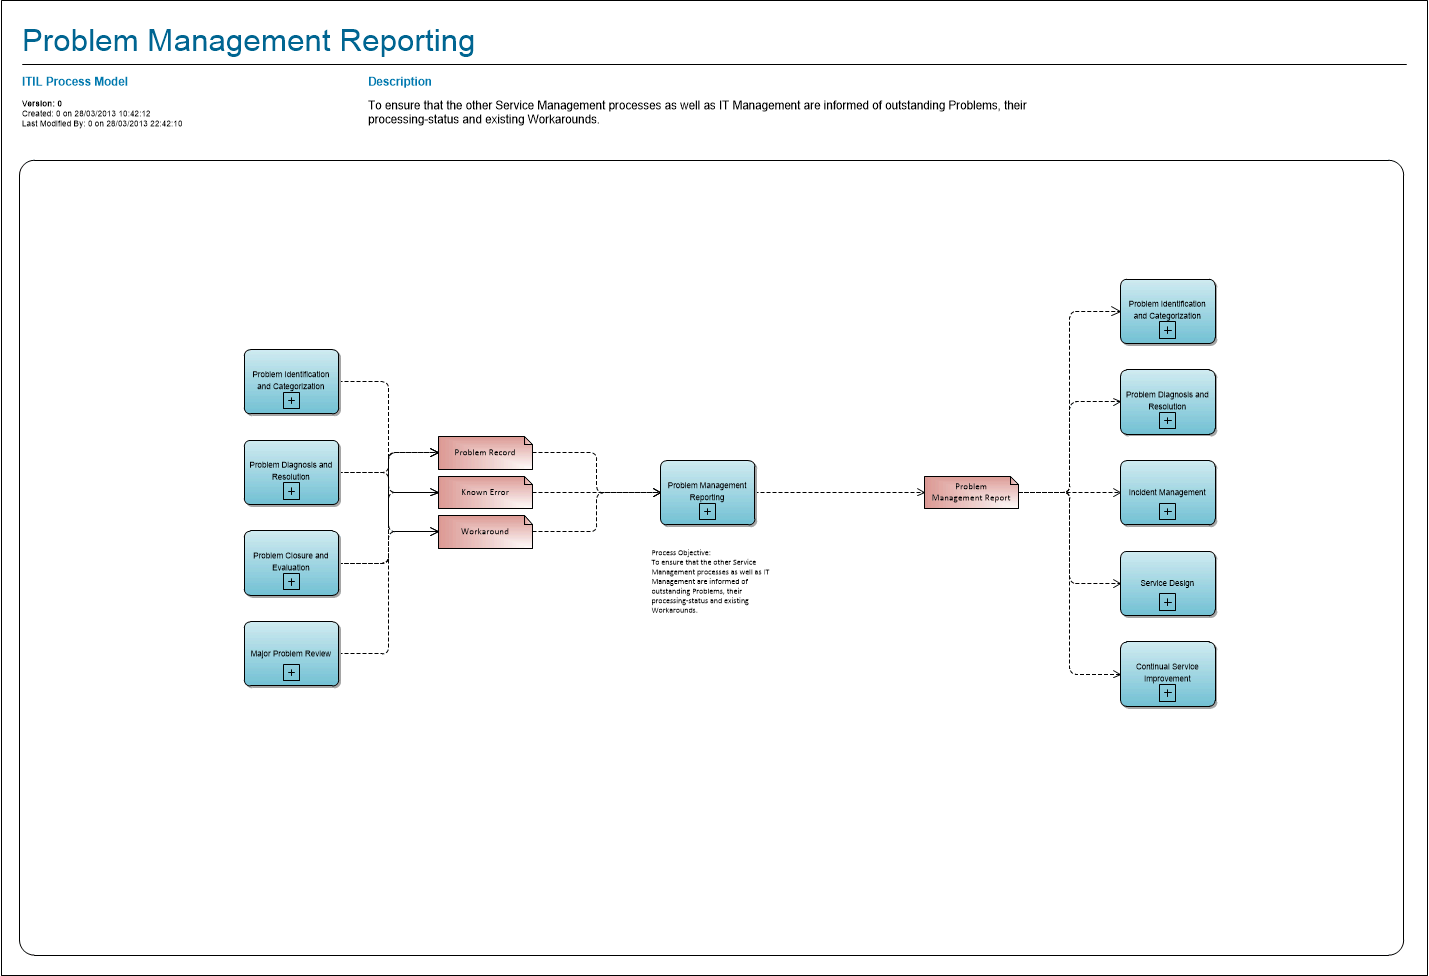 Problem Management Reporting
ITIL Process Model
Version: 0
Created: 0 on 28/03/2013 10:42:12
Last Modified By: 0 on 28/03/2013 22:42:10
Description
To ensure that the other Service Management processes as well as IT Management are informed of outstanding Problems, their
processing-status and existing Workarounds.
Problem Identification
and Categorization
Problem Diagnosis and
Resolution
Problem Closure and
Evaluation
Major Problem Review
Problem Record
Known Error
Workaround
Problem Management
Reporting
Process Objective:
To ensure that the other Service
Management processes as well as IT
Management are informed of
outstanding Problems, their
processing-status and existing
Workarounds.
Problem
Management Report
Problem Identification
and Categorization
Problem Diagnosis and
Resolution
Incident Management
Service Design
Continual Service
Improvement